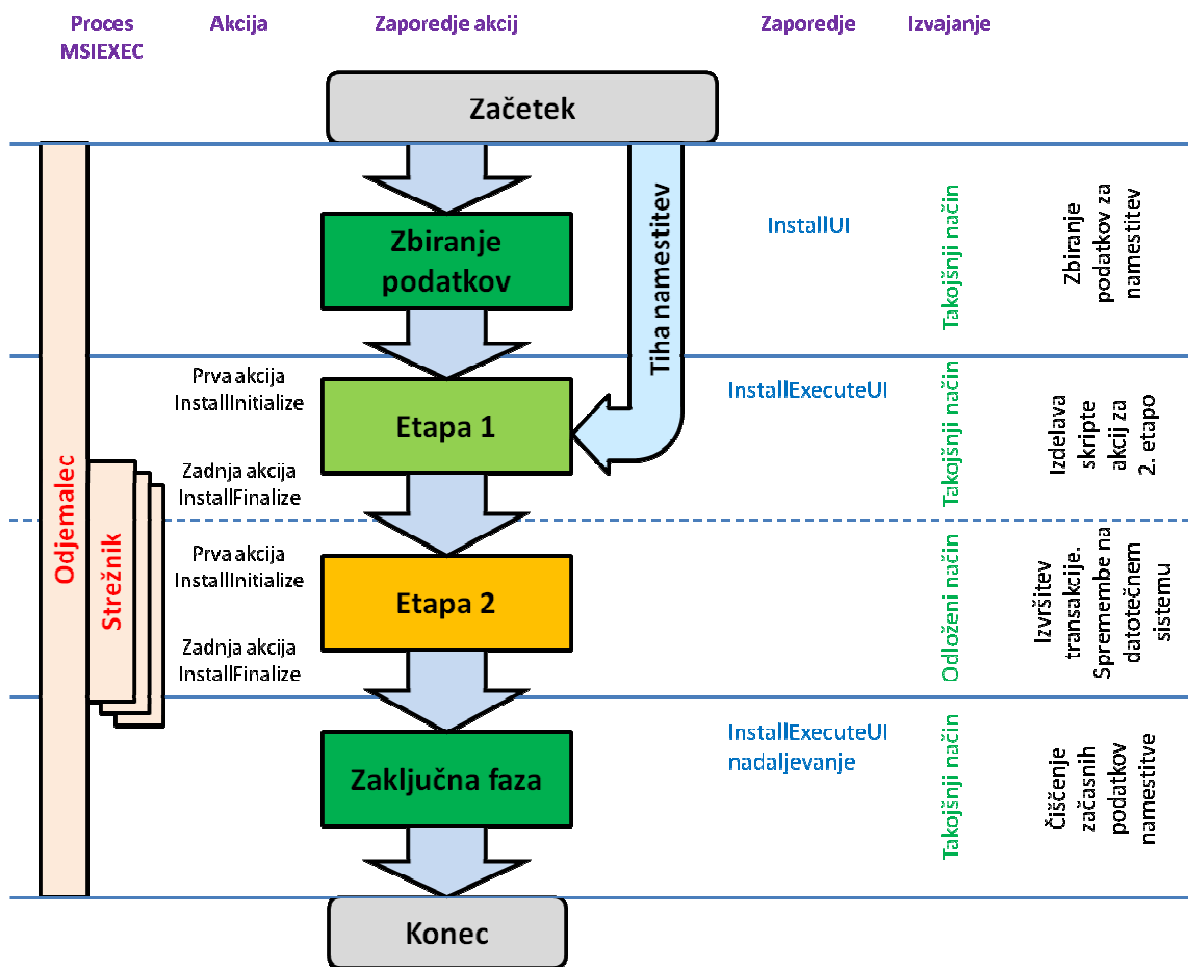 Proces
MSIEXEC
Akcija
Zaporedje akcij
Zaporedje
Izvajanje
Začetek
Tiha namestitev
Zbiranje
podatkov
InstallUI
Takojšnji način
Zbiranje
podatkov za
namestitev
Odjemalec
Prva akcija
InstallInitialize
Etapa 1
InstallExecuteUI
Takojšnji način
Izdelava
skripte
akcij za
2. etapo
Zadnja akcija
InstallFinalize
Strežnik
Prva akcija
InstallInitialize
Etapa 2
Odloženi način
Izvršitev
transakcije.
Spremembe na
datotečnem
sistemu
Zadnja akcija
InstallFinalize
Zaključna faza
InstallExecuteUI
nadaljevanje
Takojšnji način
Čiščenje
začasnih
podatkov
namestitve
Konec